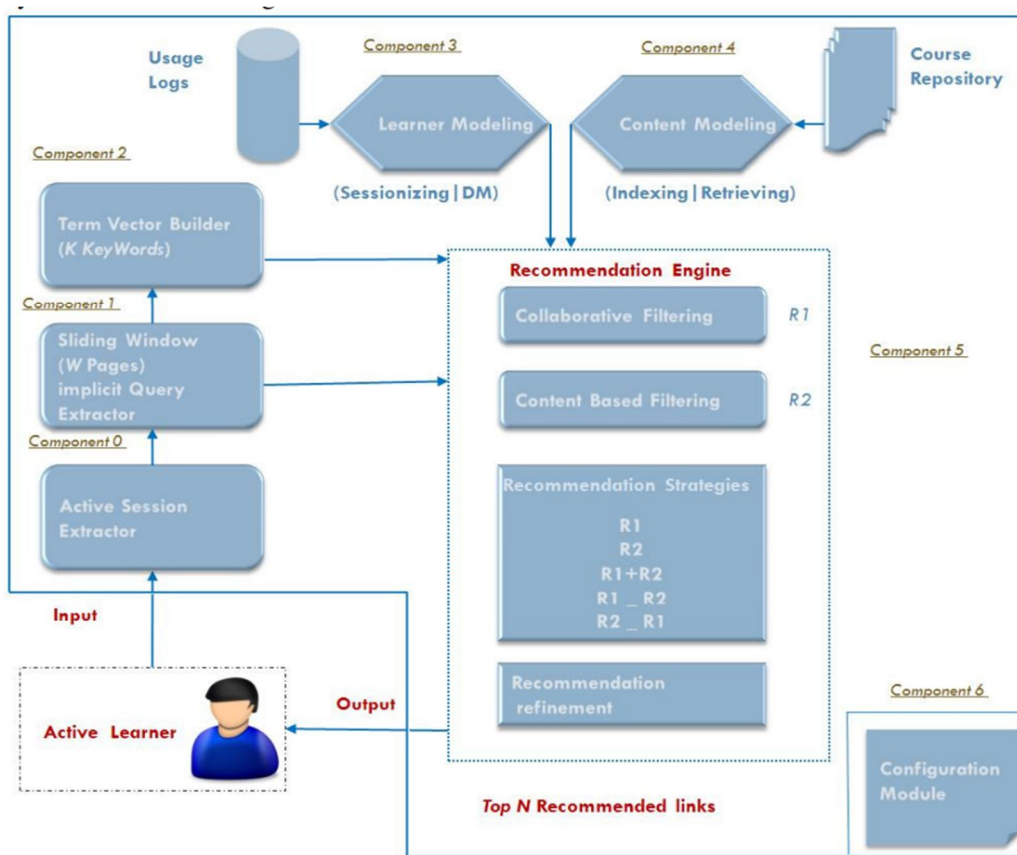 Usage
Logs
Component 3
Component 4
Course
Repository
Learner Modeling
Content Modeling
Component 2
(Sessionizing|DM)
(Indexing|Retrieving)
Term Vector Builder
(K KeyWords)
Recommendation Engine
Component 1
Collaborative Filtering
R1
Sliding Window
(W Pages)
implicit Query
Extractor
Component 5
Content Based Filtering
R2
Component 0
Active Session
Extractor
Recommendation Strategies
R1
R2
R1+R2
R1 _ R2
R2 _ R1
Input
Recommendation
refinement
Component 6
Output
Active Learner
Configuration
Module
Top N Recommended links